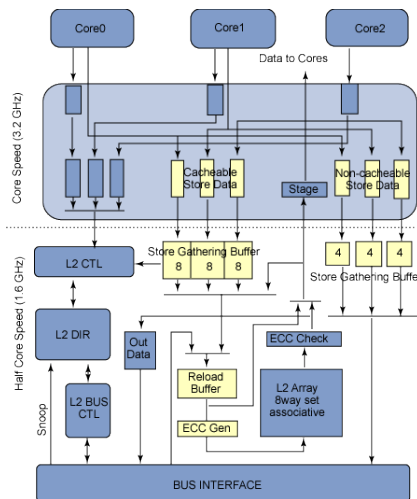 Core0
Core1
Core2
Data to Cores
Core Speed (3.2 GHz)
Cacheable
Store Data
Non-cacheable
Store Data
Stage
Half Core Speed (1.6 GHz)
L2 CTL
Store Gathering Buffer
8
8
8
4
4
4
Store Gathering Buffer
L2 DIR
Out
Data
ECC Check
Reload
Buffer
L2 Array
8way set
associative
L2 BUS
CTL
ECC Gen
Snoop
BUS INTERFACE